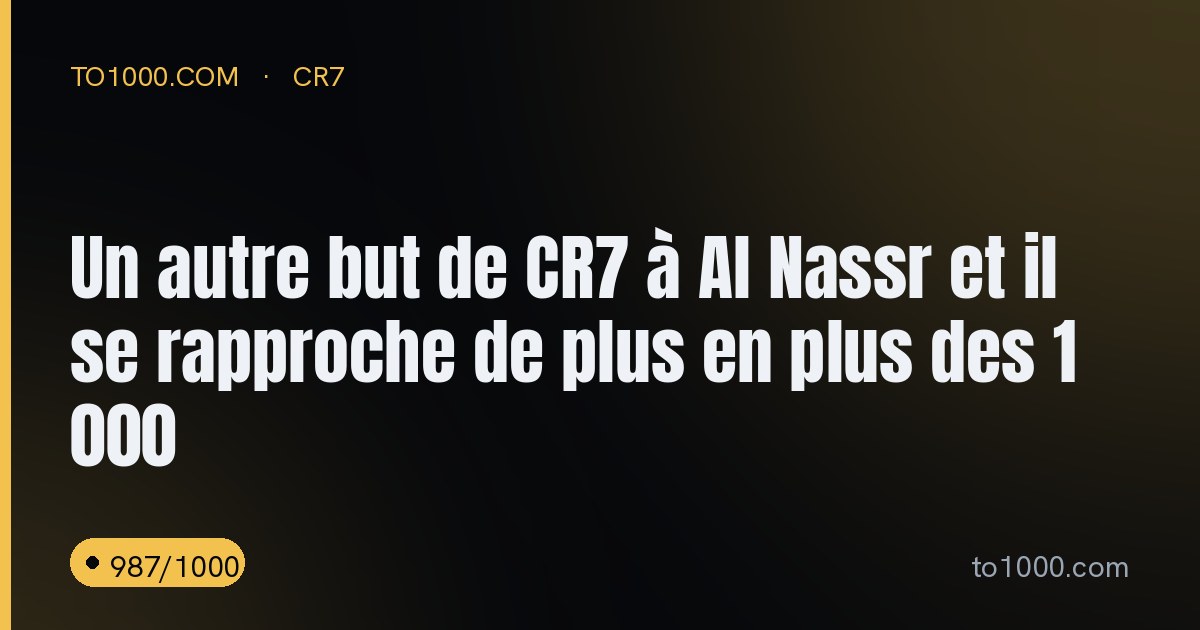 TO1000.COM · CR7
Un autre but de CR7 à Al Nassr et il
se rapproche de plus en plus des 1
000
987/1000
to1000.com